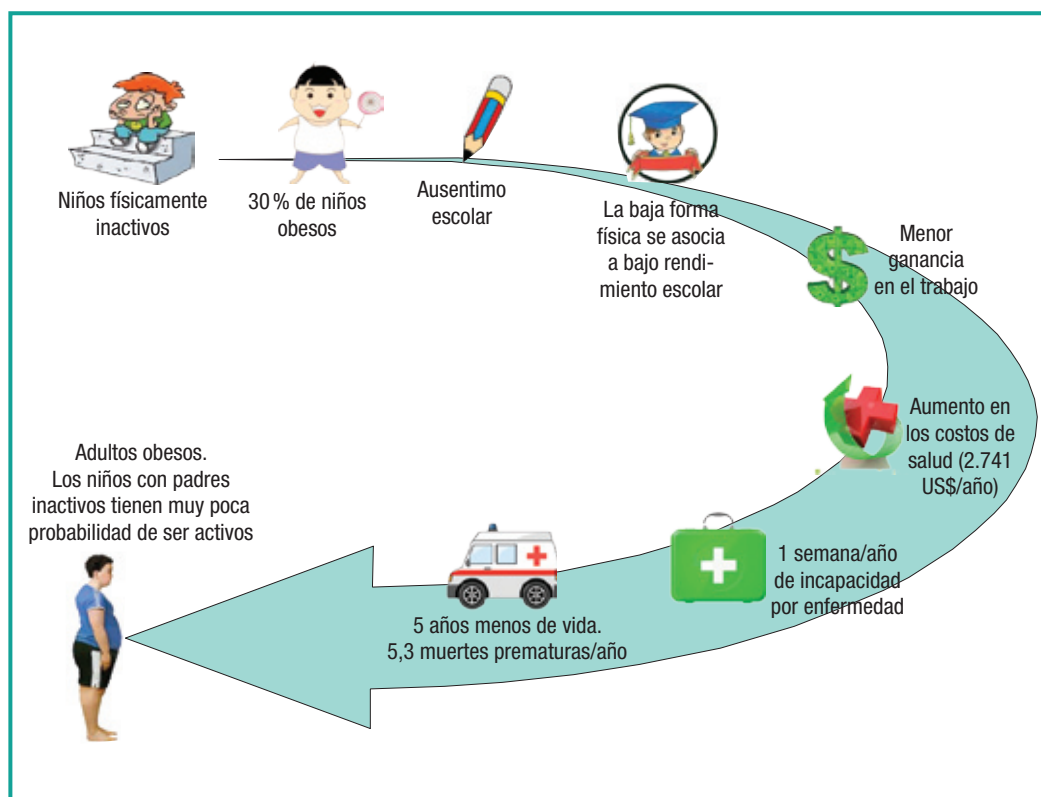 Niños físicamente
inactivos
30 % de niños
obesos
Ausentimo
escolar
La baja forma
física se asocia
a bajo rendi-
miento escolar
$
Menor
ganancia
en el trabajo
Aumento en
los costos de
salud (2.741
US$/año)
1 semana/año
de incapacidad
por enfermedad
5 años menos de vida.
5,3 muertes prematuras/año
Adultos obesos.
Los niños con padres
inactivos tienen muy poca
probabilidad de ser activos